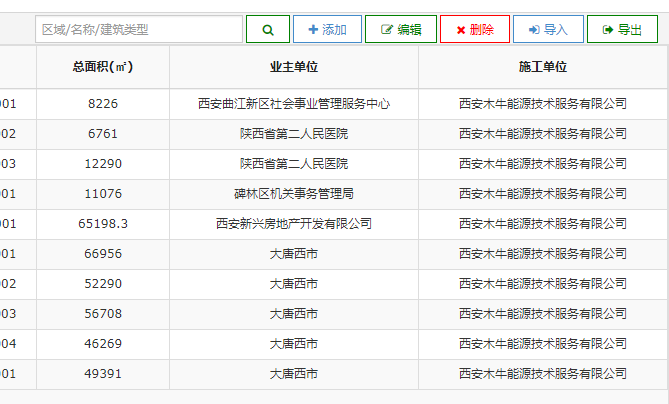 区域/名称/建筑类型 添加 编辑 删除 导入 导出
总面积(㎡) 业主单位 施工单位
001 8226 西安曲江新区社会事业管理服务中心 西安木牛能源技术服务有限公司
002 6761 陕西省第二人民医院 西安木牛能源技术服务有限公司
003 12290 陕西省第二人民医院 西安木牛能源技术服务有限公司
001 11076 碑林区机关事务管理局 西安木牛能源技术服务有限公司
001 65198.3 西安新兴房地产开发有限公司 西安木牛能源技术服务有限公司
001 66956 大唐西市 西安木牛能源技术服务有限公司
002 52290 大唐西市 西安木牛能源技术服务有限公司
003 56708 大唐西市 西安木牛能源技术服务有限公司
004 46269 大唐西市 西安木牛能源技术服务有限公司
001 49391 大唐西市 西安木牛能源技术服务有限公司